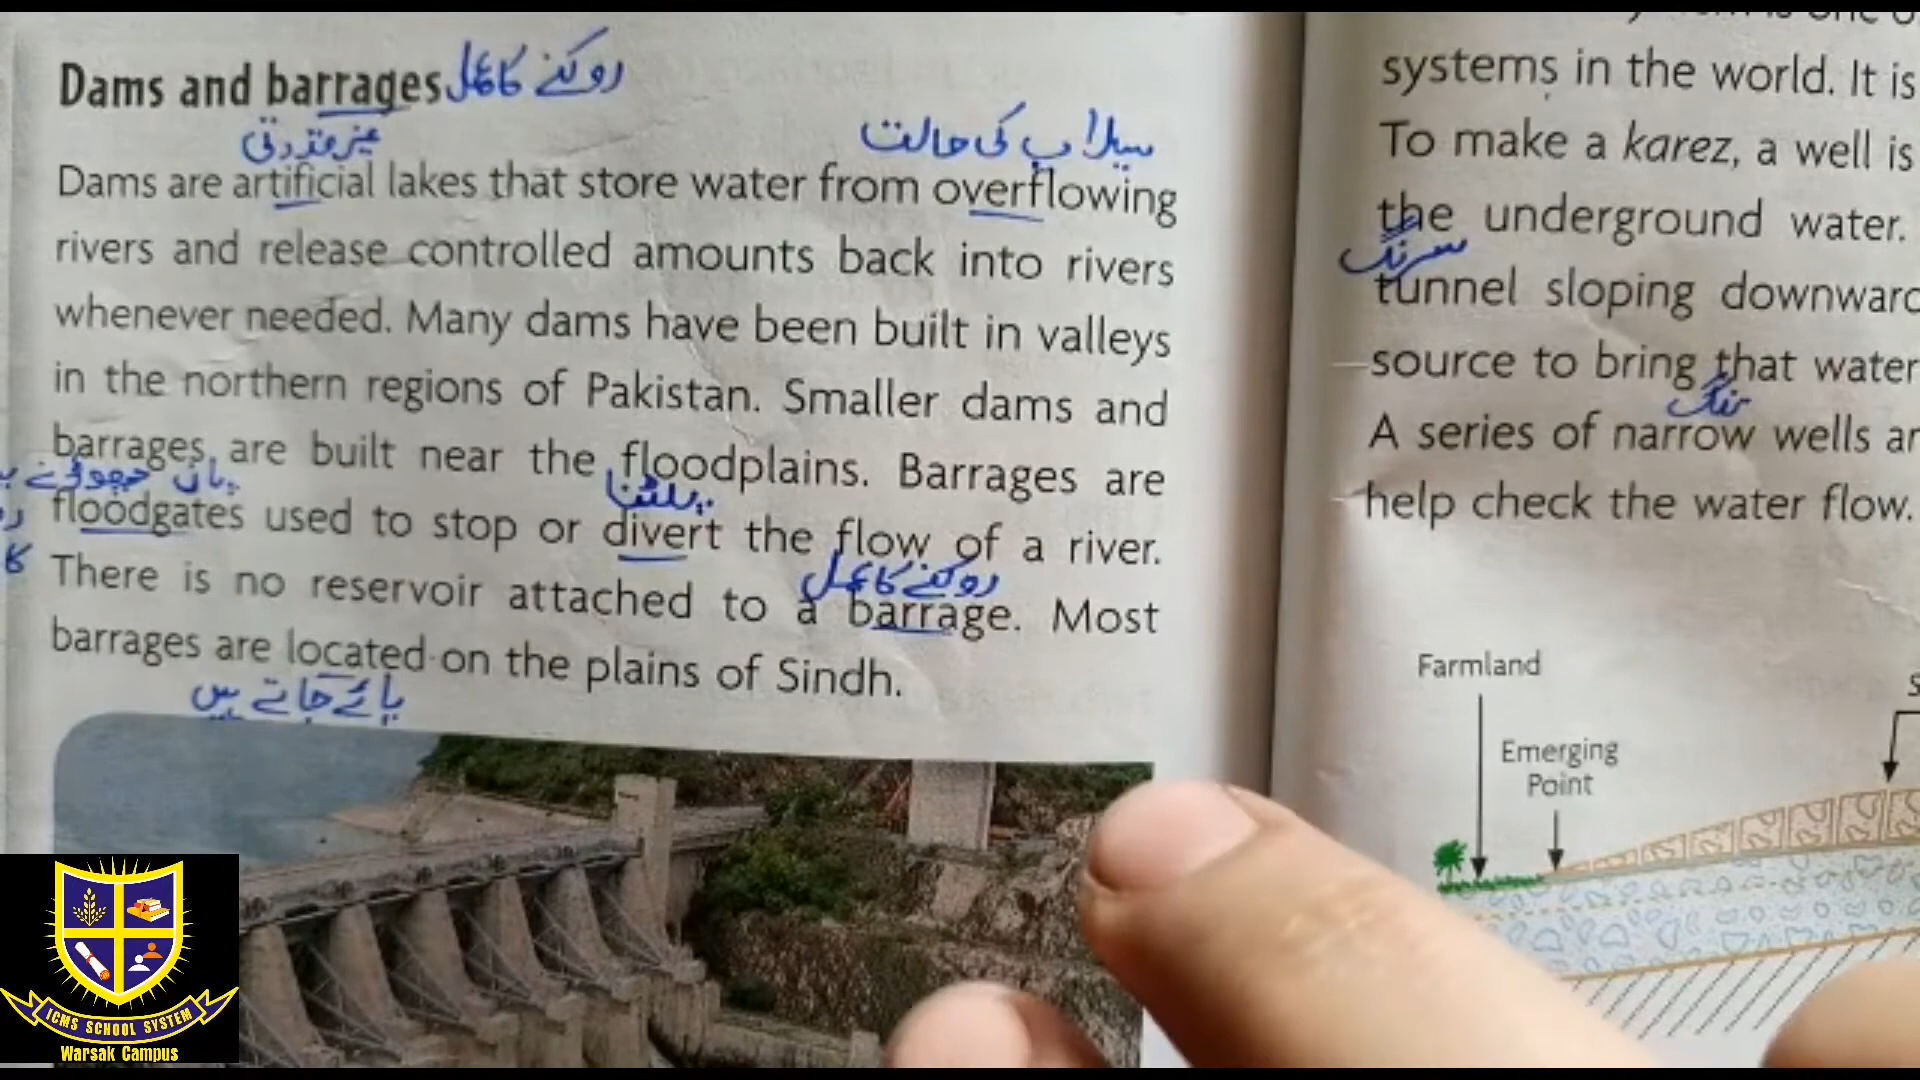 Dams and barrages روکنے کا عمل
غیر قدرتی
سیلاب کی حالت
Dams are artificial lakes that store water from overflowing
rivers and release controlled amounts back into rivers
whenever needed. Many dams have been built in valleys
in the northern regions of Pakistan. Smaller dams and
barrages are built near the floodplains. Barrages are
پلٹنا
floodgates used to stop or divert the flow of a river.
روکنے کا عمل
There is no reservoir attached to a barrage. Most
barrages are located on the plains of Sindh.
پائے جاتے ہیں
systems in the world. It is
To make a karez, a well is
the underground water.
سرنگ
tunnel sloping downward
source to bring that water
تنگ
A series of narrow wells
help check the water flow.
Farmland
Emerging
Point
ICMS SCHOOL SYSTEM
Warsak Campus